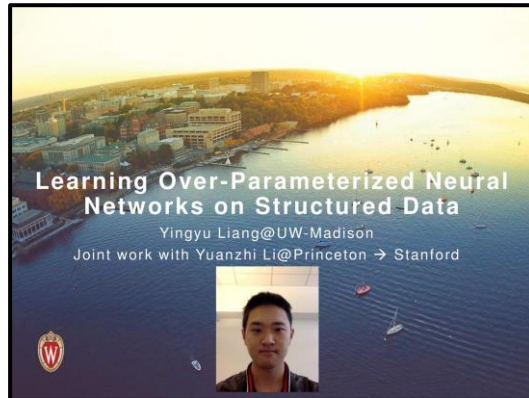 Learning Over-Parameterized Neural
Networks on Structured Data
Yingyu Liang@UW-Madison
Joint work with Yuanzhi Li@Princeton → Stanford
W